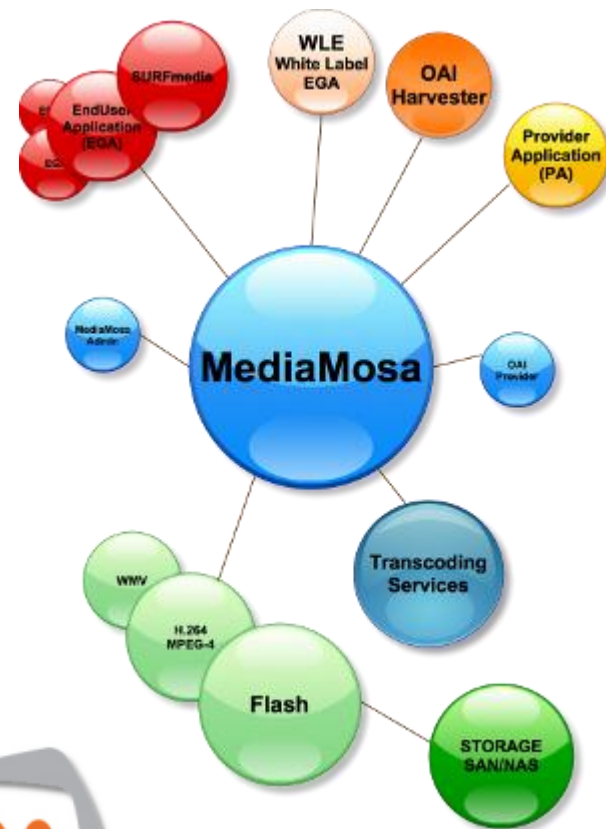 SURFmedia
EndUser
Application
(EGA)
WLE
White Label
EGA
OAI
Harvester
Provider
Application
(PA)
MediaMosa
Admin
MediaMosa
OAI
Provider
Transcoding
Services
WMV
H.264
MPEG-4
Flash
STORAGE
SAN/NAS